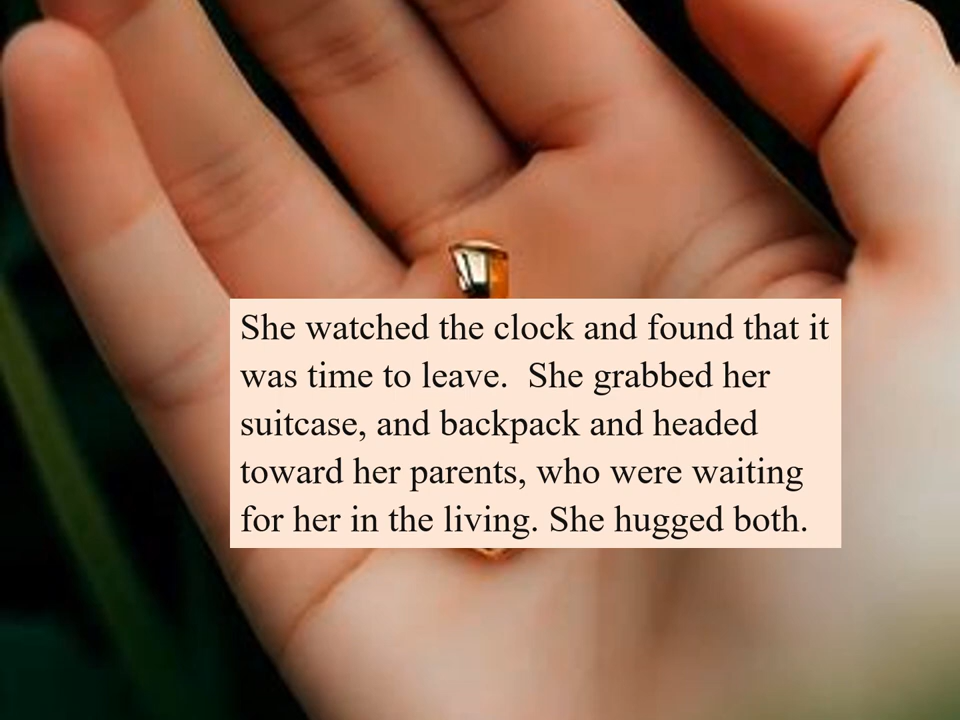 She watched the clock and found that it
was time to leave.  She grabbed her
suitcase, and backpack and headed
toward her parents, who were waiting
for her in the living. She hugged both.